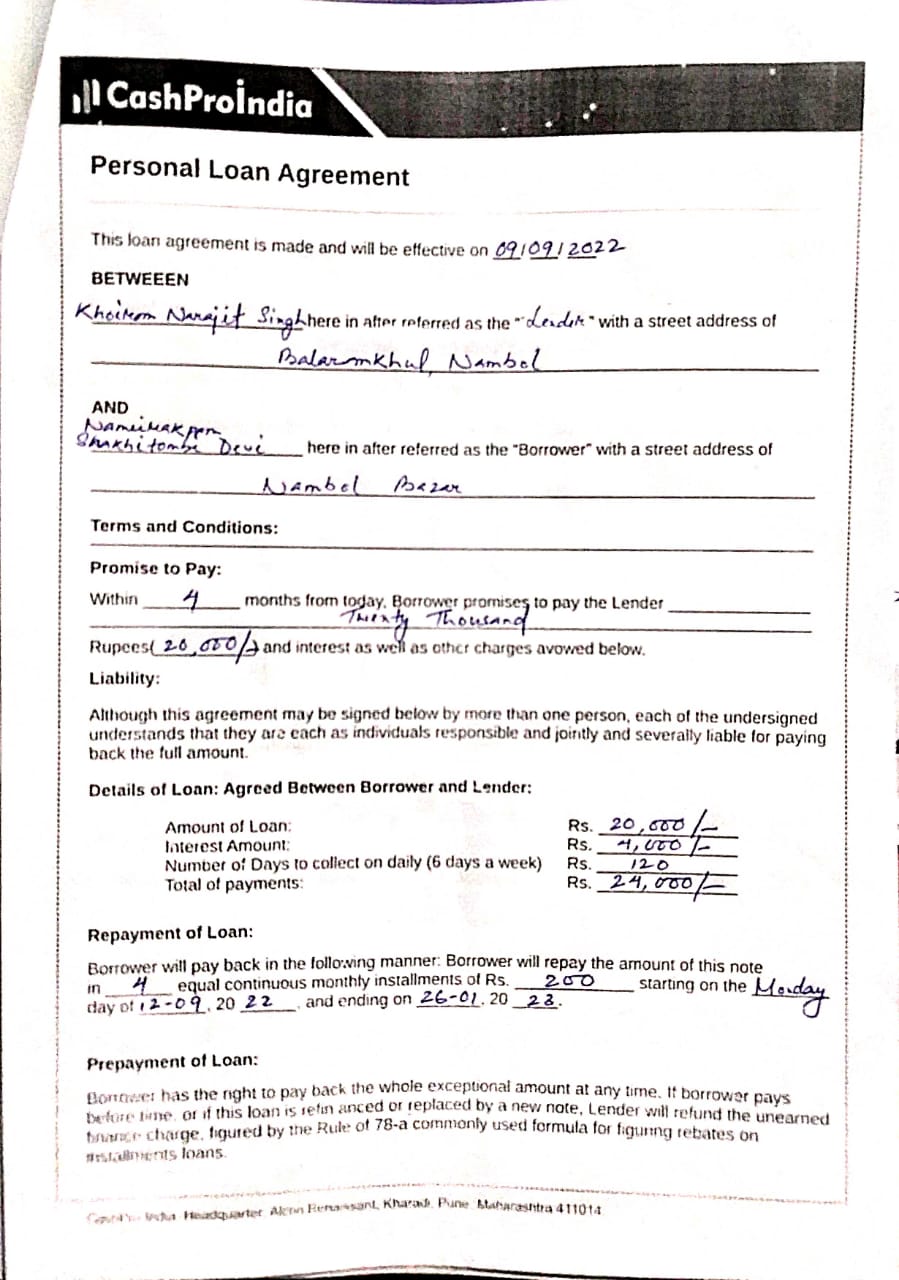 CashProIndia
Personal Loan Agreement
This loan agreement is made and will be effective on 09/09/2022
BETWEEEN
Khoirom Narajit Singh here in after referred as the "Lender" with a street address of
Balaramkhul, Nambol
AND
Shakhitombi Devi here in after referred as the "Borrower" with a street address of
Nambol Bazar
Terms and Conditions:
Promise to Pay:
Within 4 months from today, Borrower promises to pay the Lender
Twenty Thousand
Rupees( 20,000/-) and interest as well as other charges avowed below.
Liability:
Although this agreement may be signed below by more than one person, each of the undersigned
understands that they are each as individuals responsible and jointly and severally liable for paying
back the full amount.
Details of Loan: Agreed Between Borrower and Lender:
Amount of Loan: Rs. 20,000/-
Interest Amount: Rs. 4,000/-
Number of Days to collect on daily (6 days a week) Rs. 120
Total of payments: Rs. 24,000/-
Repayment of Loan:
Borrower will pay back in the following manner: Borrower will repay the amount of this note
in 4 equal continuous monthly installments of Rs. 200 starting on the Monday
day of 12-09, 20 22, and ending on 26-01, 20 23.
Prepayment of Loan:
Borrower has the right to pay back the whole exceptional amount at any time. If borrower pays
before time, or if this loan is refin anced or replaced by a new note, Lender will refund the unearned
finance charge, figured by the Rule of 78-a commonly used formula for figuring rebates on
installments loans.
India Headquarter Kharadi, Pune, Maharashtra 411014